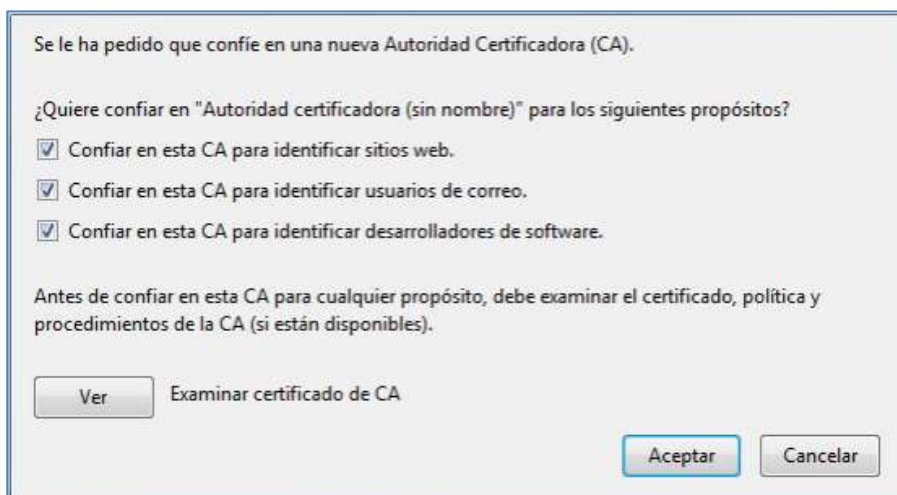 Se le ha pedido que confíe en una nueva Autoridad Certificadora (CA).
¿Quiere confiar en "Autoridad certificadora (sin nombre)" para los siguientes propósitos?
Confiar en esta CA para identificar sitios web.
Confiar en esta CA para identificar usuarios de correo.
Confiar en esta CA para identificar desarrolladores de software.
Antes de confiar en esta CA para cualquier propósito, debe examinar el certificado, política y
procedimientos de la CA (si están disponibles).
Ver Examinar certificado de CA
Aceptar Cancelar